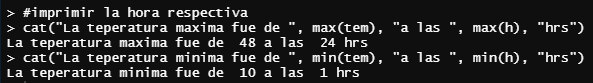 > #imprimir la hora respectiva
> cat("La teperatura maxima fue de ", max(tem), "a las ", max(h), "hrs")
La teperatura maxima fue de  48 a las  24 hrs
> cat("La teperatura minima fue de ", min(tem), "a las ", min(h), "hrs")
La teperatura minima fue de  10 a las  1 hrs